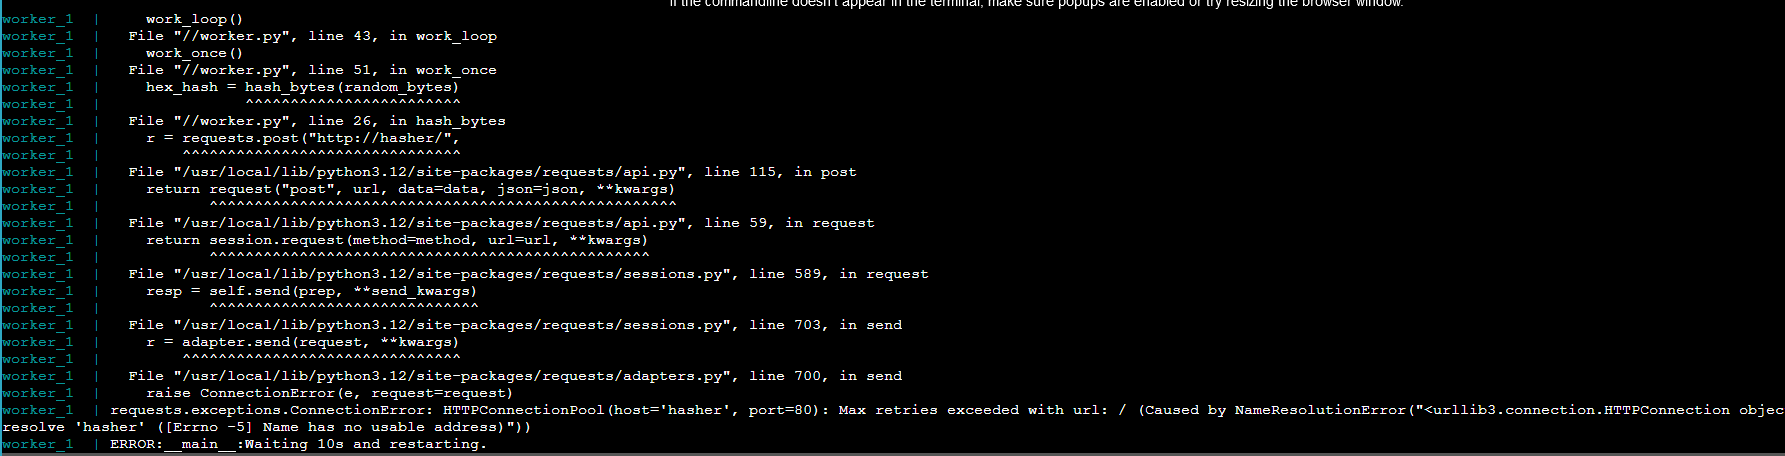 If the commandline doesn't appear in the terminal, make sure popups are enabled or try resizing the browser window.
worker_1  |     work_loop()
worker_1  |   File "//worker.py", line 43, in work_loop
worker_1  |     work_once()
worker_1  |   File "//worker.py", line 51, in work_once
worker_1  |     hex_hash = hash_bytes(random_bytes)
worker_1  |                ^^^^^^^^^^^^^^^^^^^^^^^^
worker_1  |   File "//worker.py", line 26, in hash_bytes
worker_1  |     r = requests.post("http://hasher/",
worker_1  |         ^^^^^^^^^^^^^^^^^^^^^^^^^^^^^^^
worker_1  |   File "/usr/local/lib/python3.12/site-packages/requests/api.py", line 115, in post
worker_1  |     return request("post", url, data=data, json=json, **kwargs)
worker_1  |            ^^^^^^^^^^^^^^^^^^^^^^^^^^^^^^^^^^^^^^^^^^^^^^^^^^^^
worker_1  |   File "/usr/local/lib/python3.12/site-packages/requests/api.py", line 59, in request
worker_1  |     return session.request(method=method, url=url, **kwargs)
worker_1  |            ^^^^^^^^^^^^^^^^^^^^^^^^^^^^^^^^^^^^^^^^^^^^^^^^^
worker_1  |   File "/usr/local/lib/python3.12/site-packages/requests/sessions.py", line 589, in request
worker_1  |     resp = self.send(prep, **send_kwargs)
worker_1  |            ^^^^^^^^^^^^^^^^^^^^^^^^^^^^^^
worker_1  |   File "/usr/local/lib/python3.12/site-packages/requests/sessions.py", line 703, in send
worker_1  |     r = adapter.send(request, **kwargs)
worker_1  |         ^^^^^^^^^^^^^^^^^^^^^^^^^^^^^^^
worker_1  |   File "/usr/local/lib/python3.12/site-packages/requests/adapters.py", line 700, in send
worker_1  |     raise ConnectionError(e, request=request)
worker_1  | requests.exceptions.ConnectionError: HTTPConnectionPool(host='hasher', port=80): Max retries exceeded with url: / (Caused by NameResolutionError("<urllib3.connection.HTTPConnection objec
resolve 'hasher' ([Errno -5] Name has no usable address)"))
worker_1  | ERROR:__main__:Waiting 10s and restarting.